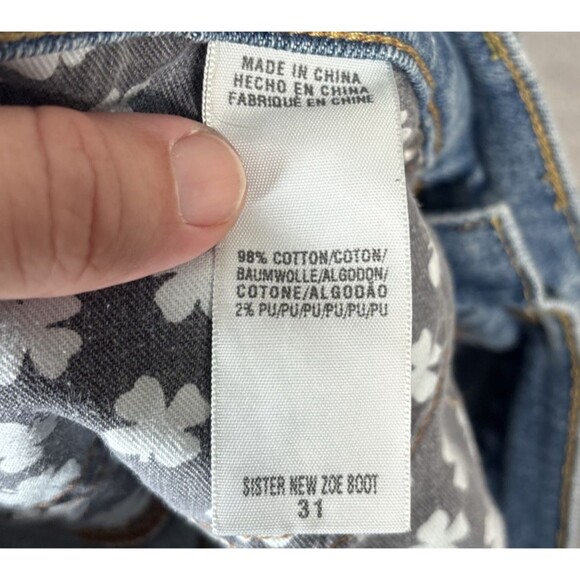 MADE IN CHINA
HECHO EN CHINA
FABRIQUÉ EN CHINE
98% COTTON/COTON/
BAUMWOLLE/ALGODON/
COTONE/ALGODÃO
2% PU/PU/PU/PU/PU/PU
SISTER NEW ZOE BOOT
31